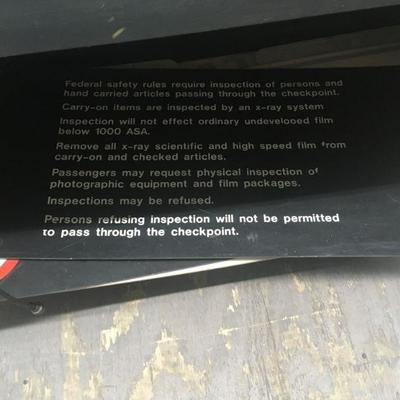 Federal safety rules require inspection of persons and
hand carried articles passing through the checkpoint.
Carry-on items are inspected by an x-ray system
Inspection will not effect ordinary undevelooed film
below 1000 ASA.
Remove all x-ray scientific and high speed film from
carry-on and checked articles.
Passengers may request physical inspection of
photographic equipment and film packages.
Inspections may be refused.
Persons refusing inspection will not be permitted
to pass through the checkpoint.